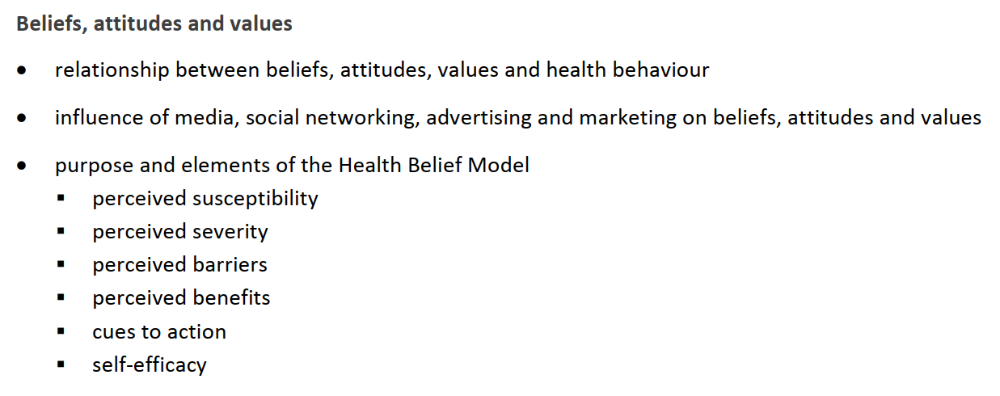 Beliefs, attitudes and values
• relationship between beliefs, attitudes, values and health behaviour
• influence of media, social networking, advertising and marketing on beliefs, attitudes and values
• purpose and elements of the Health Belief Model
▪ perceived susceptibility
▪ perceived severity
▪ perceived barriers
▪ perceived benefits
▪ cues to action
▪ self-efficacy